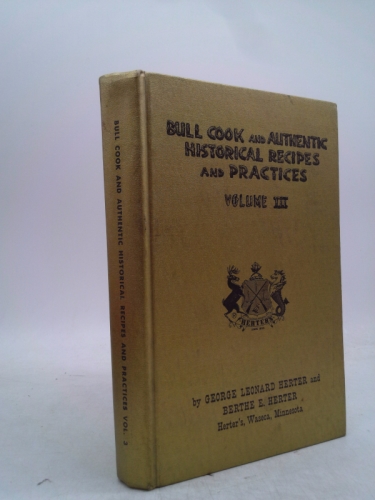 BULL COOK AND AUTHENTIC HISTORICAL RECIPES AND PRACTICES VOL. 3
BULL COOK AND AUTHENTIC
HISTORICAL RECIPES
AND PRACTICES
VOLUME III
HERTER'S
by GEORGE LEONARD HERTER and
BERTHE E. HERTER
Herter's, Waseca, Minnesota